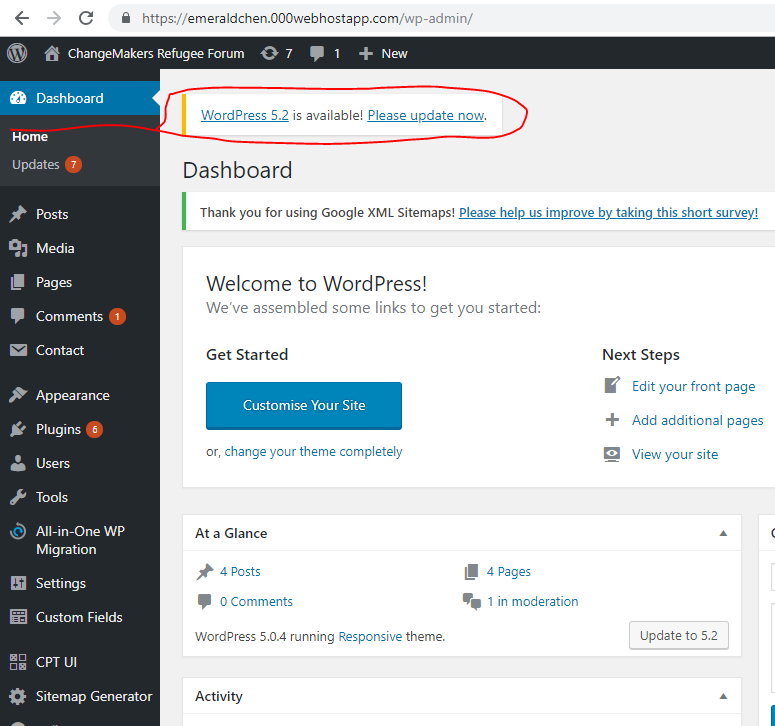 https://emeraldchen.000webhostapp.com/wp-admin/
ChangeMakers Refugee Forum 7 1 New
Dashboard
Home
Updates 7
Posts
Media
Pages
Comments 1
Contact
Appearance
Plugins 6
Users
Tools
All-in-One WP
Migration
Settings
Custom Fields
CPT UI
Sitemap Generator
WordPress 5.2 is available! Please update now.
Dashboard
Thank you for using Google XML Sitemaps! Please help us improve by taking this short survey!
Welcome to WordPress!
We've assembled some links to get you started:
Get Started
Customise Your Site
or, change your theme completely
Next Steps
Edit your front page
Add additional pages
View your site
At a Glance
4 Posts
4 Pages
0 Comments
1 in moderation
WordPress 5.0.4 running Responsive theme.
Update to 5.2
Activity